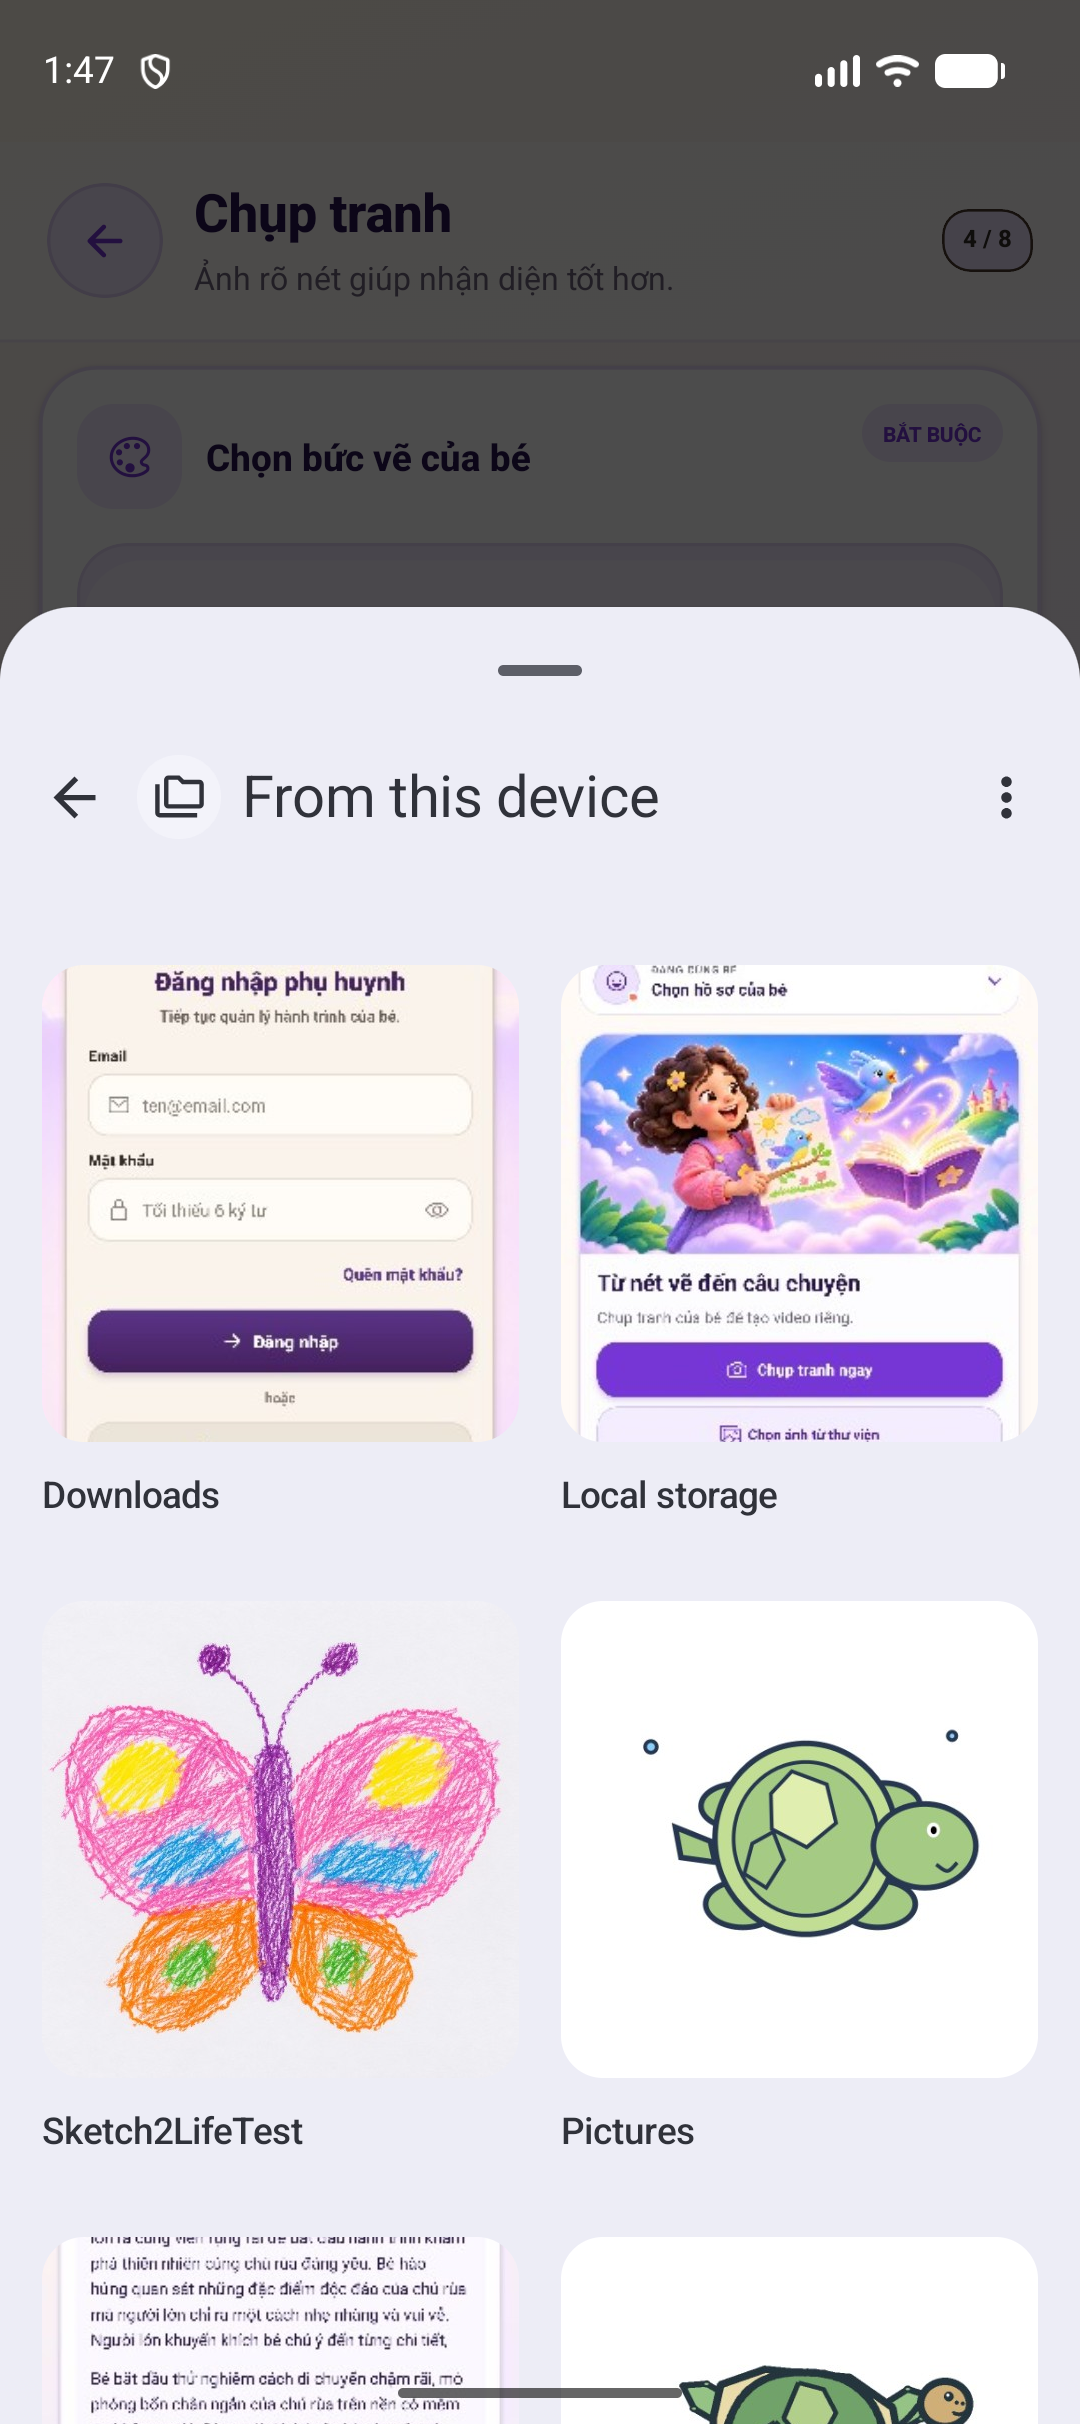 1:47
Chụp tranh
Ảnh rõ nét giúp nhận diện tốt hơn.
4 / 8
Chọn bức vẽ của bé
BẮT BUỘC
From this device
Đăng nhập phụ huynh
Tiếp tục quản lý hành trình của bé.
Email
ten@email.com
Mật khẩu
Tối thiểu 6 ký tự
Quên mật khẩu?
Đăng nhập
hoặc
Downloads
ĐANG CÙNG BÉ
Chọn hồ sơ của bé
Từ nét vẽ đến câu chuyện
Chụp tranh của bé để tạo video riêng.
Chụp tranh ngay
Chọn ảnh từ thư viện
Local storage
Sketch2LifeTest
Pictures
phá thiên nhiên cùng chú rùa đáng yêu. Bé hào
hứng quan sát những đặc điểm độc đáo của chú rùa
mà người lớn chỉ ra một cách nhẹ nhàng và vui vẻ.
Người lớn khuyến khích bé chú ý đến từng chi tiết,
Bé bắt đầu thử nghiệm cách di chuyển chậm rãi, mô
phỏng bốn chân ngắn của chú rùa trên nền cỏ mềm